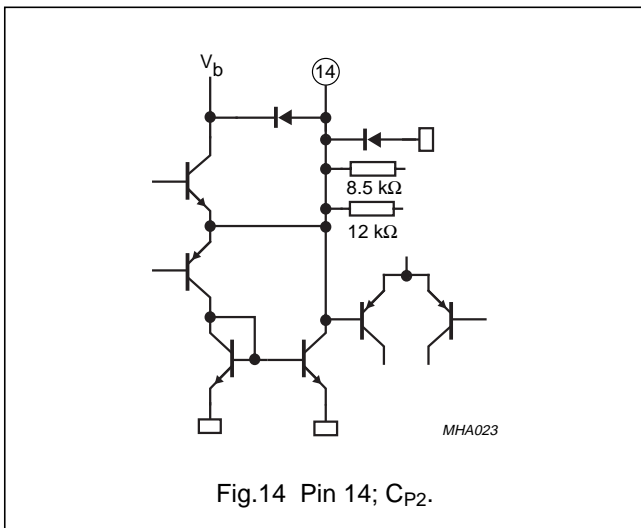 V_b
14
8.5 kΩ
12 kΩ
MHA023
Fig.14 Pin 14; C_P2.